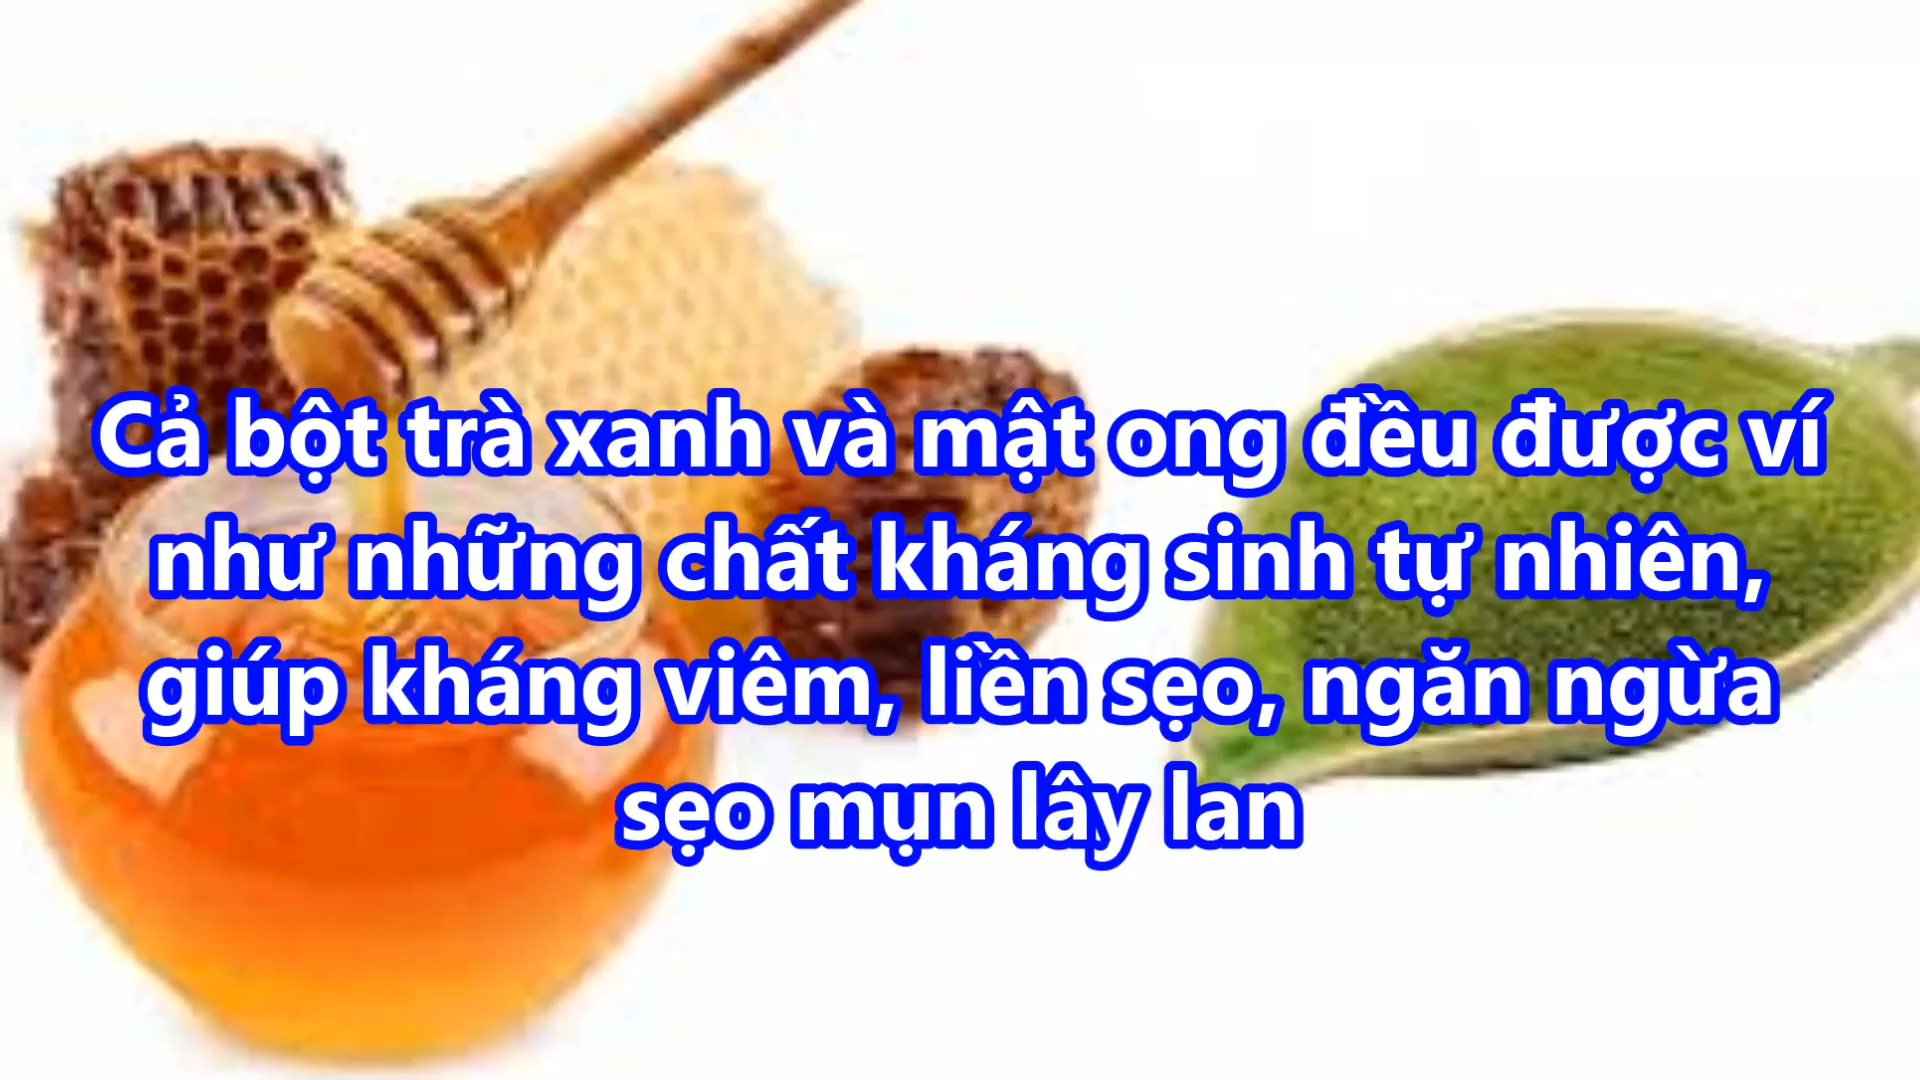 Cả bột trà xanh và mật ong đều được ví
như những chất kháng sinh tự nhiên,
giúp kháng viêm, liền sẹo, ngăn ngừa
sẹo mụn lây lan